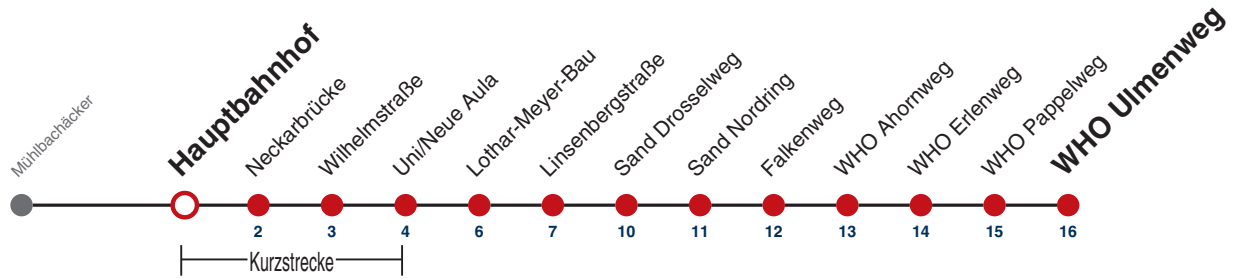 Mühlbachäcker
Hauptbahnhof
Neckarbrücke
Wilhelmstraße
Uni/Neue Aula
Lothar-Meyer-Bau
Linsenbergstraße
Sand Drosselweg
Sand Nordring
Falkenweg
WHO Ahornweg
WHO Erlenweg
WHO Pappelweg
WHO Ulmenweg
2 3 4 6 7 10 11 12 13 14 15 16
Kurzstrecke